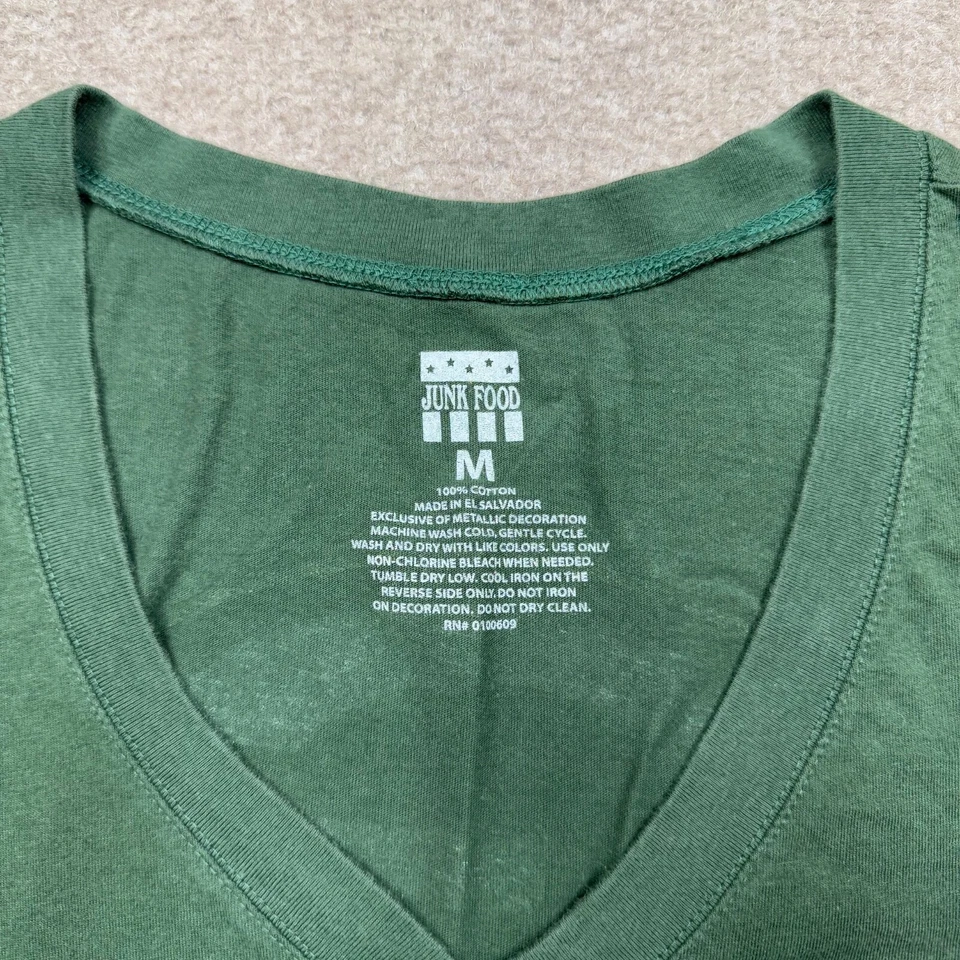 JUNK FOOD
M
100% COTTON
MADE IN EL SALVADOR
EXCLUSIVE OF METALLIC DECORATION
MACHINE WASH COLD, GENTLE CYCLE.
WASH AND DRY WITH LIKE COLORS. USE ONLY
NON-CHLORINE BLEACH WHEN NEEDED.
TUMBLE DRY LOW. COOL IRON ON THE
REVERSE SIDE ONLY. DO NOT IRON
ON DECORATION. DO NOT DRY CLEAN.
RN# 0100609